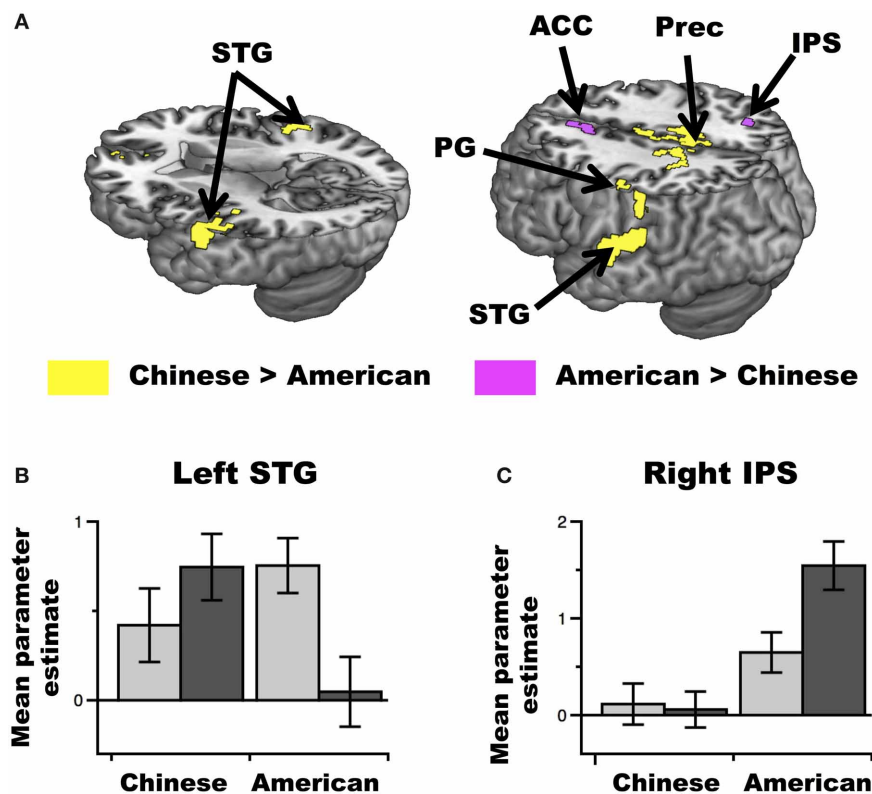 A
STG
ACC
Prec
IPS
PG
STG
Chinese > American
American > Chinese
B
Left STG
Mean parameter
estimate
1
0
Chinese
American
C
Right IPS
Mean parameter
estimate
2
1
0
Chinese
American